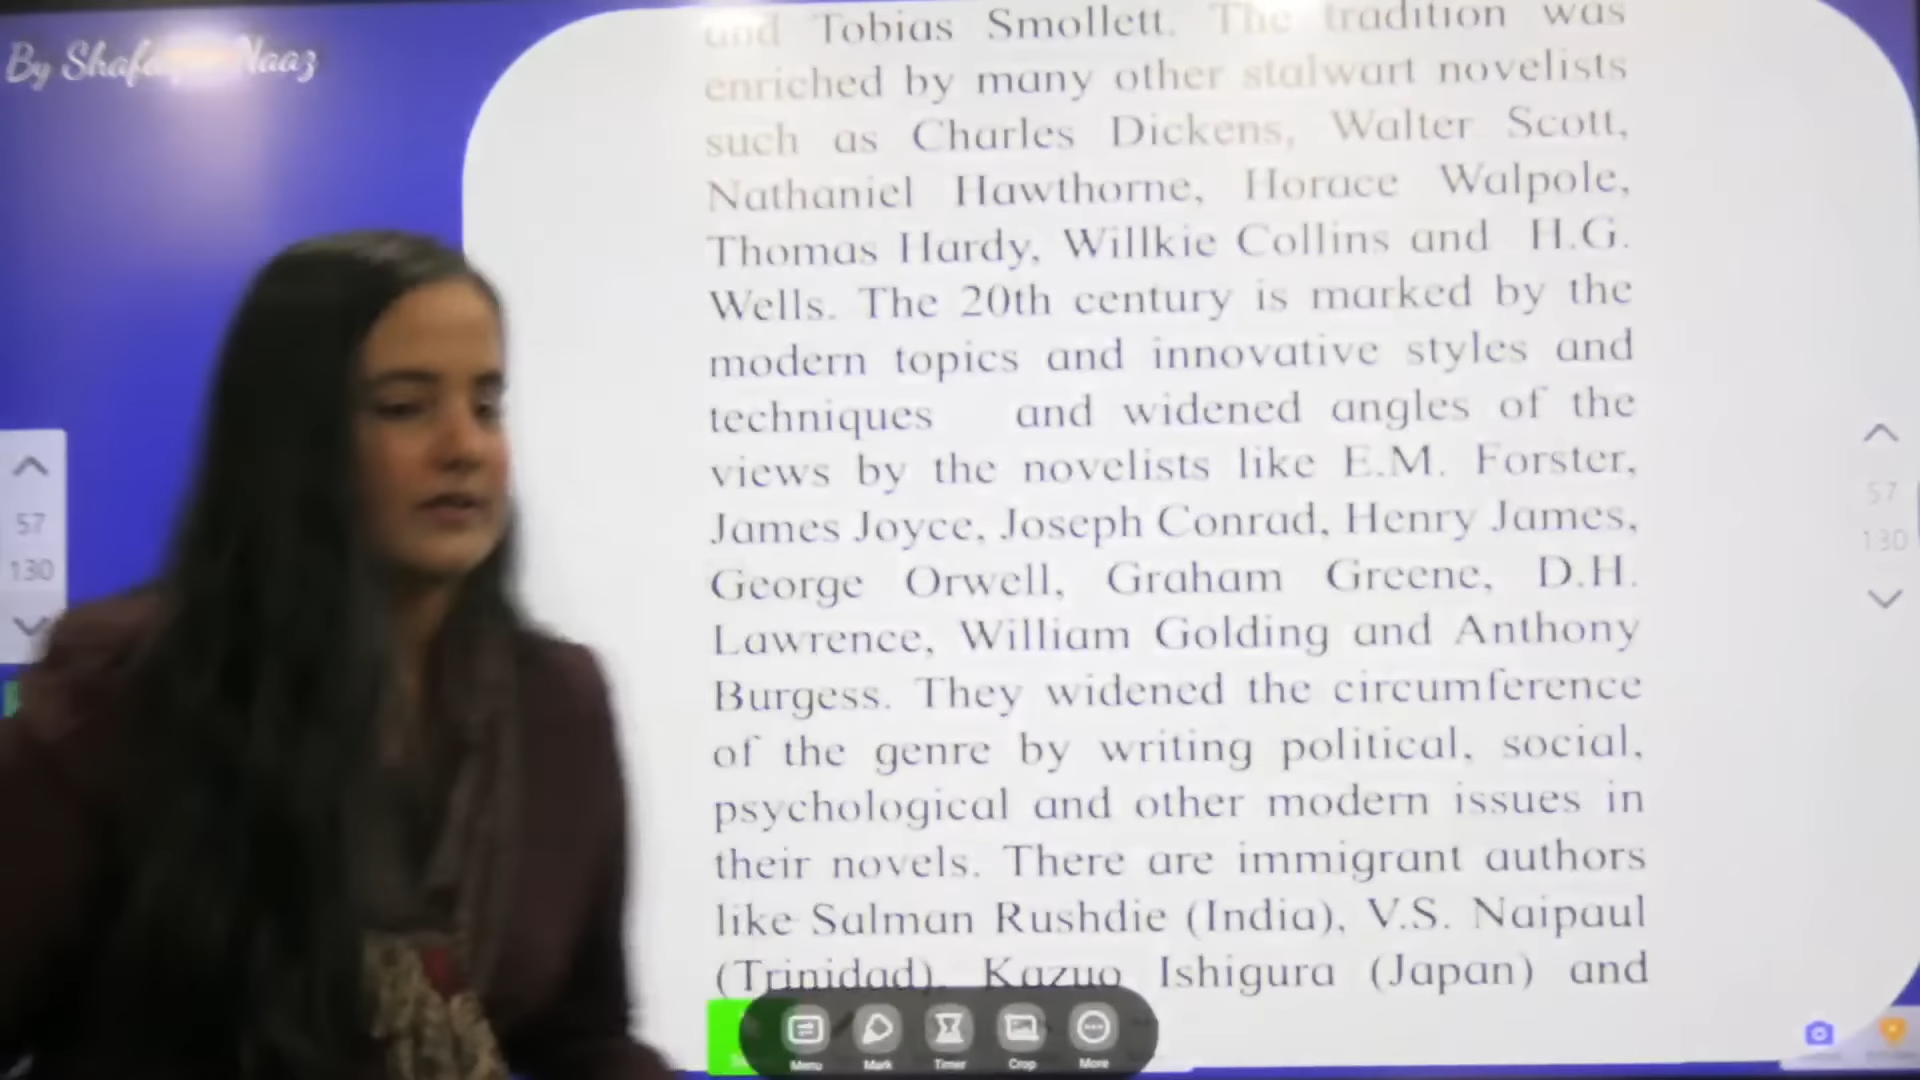 By Naaz
and Tobias Smollett. The tradition was
enriched by many other stalwart novelists
such as Charles Dickens, Walter Scott,
Nathaniel Hawthorne, Horace Walpole,
Thomas Hardy, Willkie Collins and H.G.
Wells. The 20th century is marked by the
modern topics and innovative styles and
techniques and widened angles of the
views by the novelists like E.M. Forster,
James Joyce, Joseph Conrad, Henry James,
George Orwell, Graham Greene, D.H.
Lawrence, William Golding and Anthony
Burgess. They widened the circumference
of the genre by writing political, social,
psychological and other modern issues in
their novels. There are immigrant authors
like Salman Rushdie (India), V.S. Naipaul
(Trinidad), Kazuo Ishigura (Japan) and
57
130
57
130
Menu
Mark
Timer
Crop
More